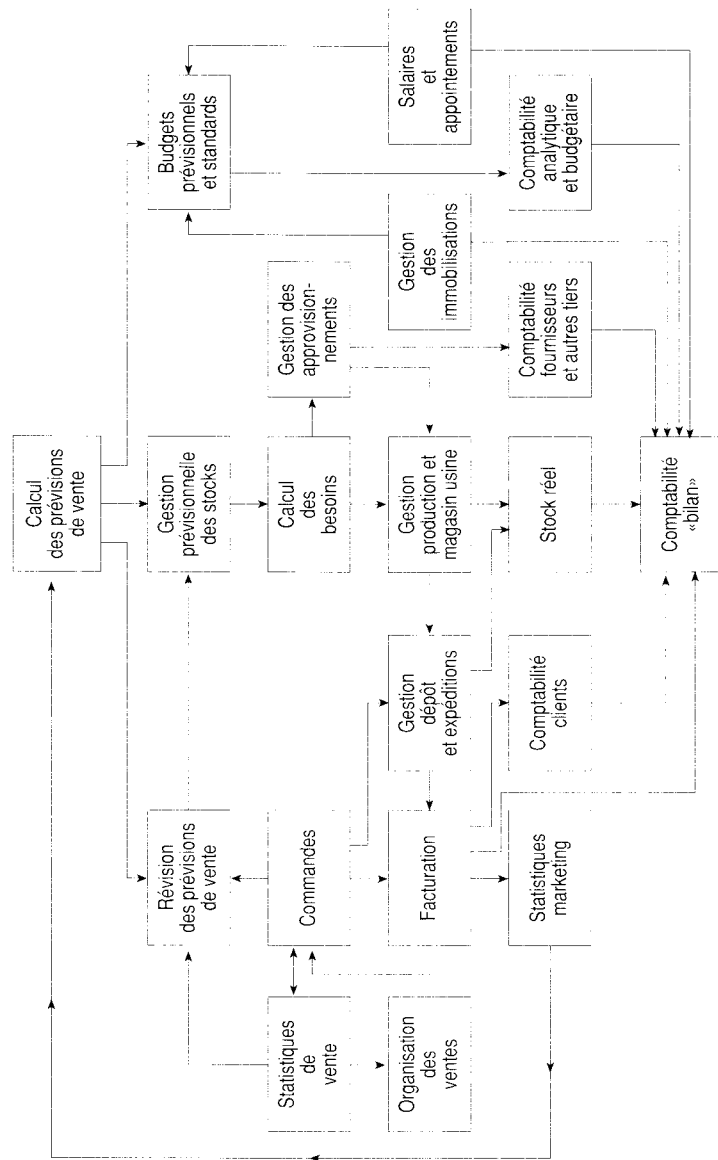 Calcul
des prévisions
de vente
Révision
des prévisions
de vente
Gestion
prévisionnelle
des stocks
Budgets
prévisionnels
et standards
Statistiques
de
vente
Commandes
Calcul
des
besoins
Gestion des
approvision-
nements
Organisation
des
ventes
Facturation
Gestion
dépôt
et expéditions
Gestion
production et
magasin usine
Gestion
des
immobilisations
Salaires
et
appointements
Statistiques
marketing
Comptabilité
clients
Stock réel
Comptabilité
fournisseurs
et autres tiers
Comptabilité
analytique
et budgétaire
Comptabilité
«bilan»